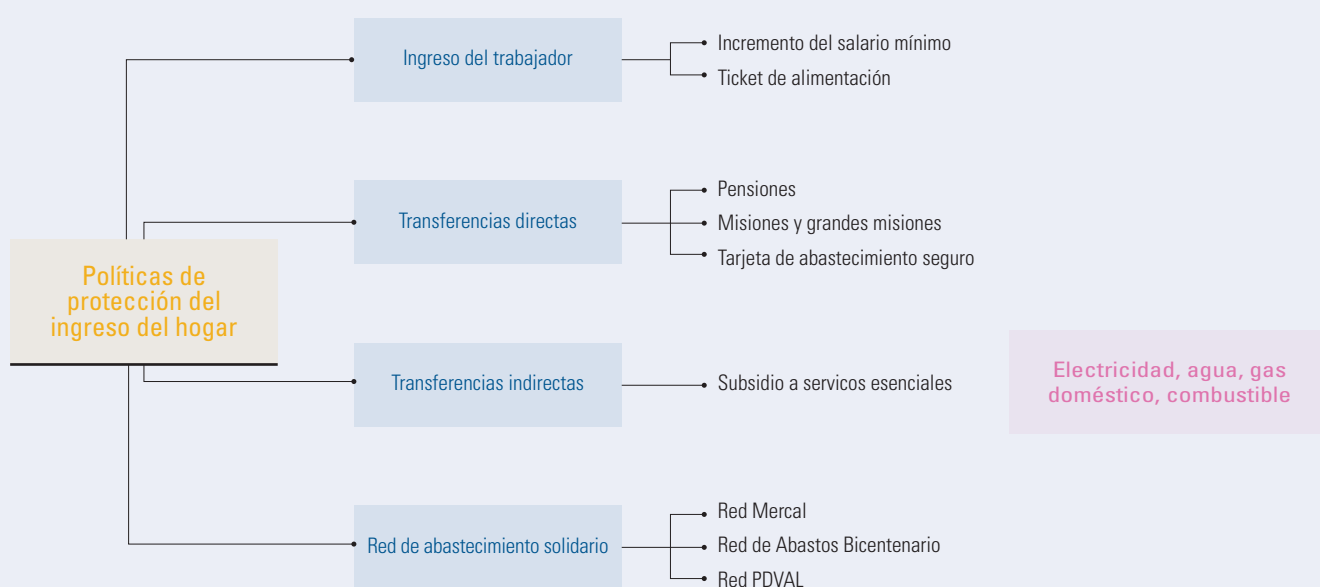 Políticas de
protección del
ingreso del hogar
Ingreso del trabajador
Incremento del salario mínimo
Ticket de alimentación
Transferencias directas
Pensiones
Misiones y grandes misiones
Tarjeta de abastecimiento seguro
Transferencias indirectas
Subsidio a servicos esenciales
Electricidad, agua, gas
doméstico, combustible
Red de abastecimiento solidario
Red Mercal
Red de Abastos Bicentenario
Red PDVAL